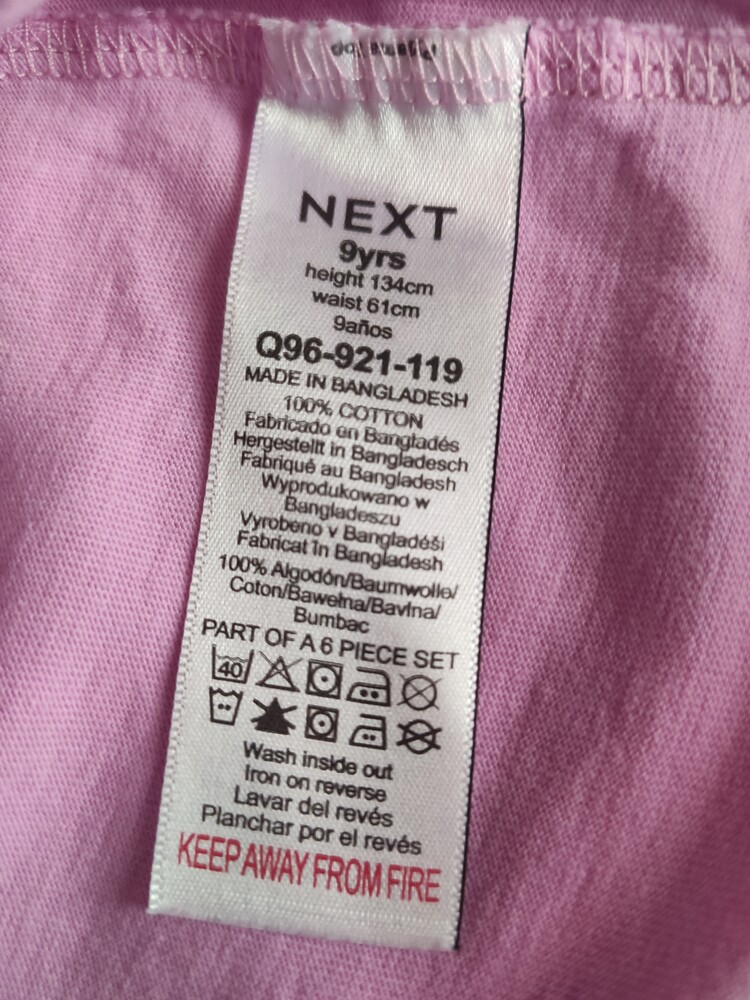 NEXT
9yrs
height 134cm
waist 61cm
9años
Q96-921-119
MADE IN BANGLADESH
100% COTTON
Fabricado en Bangladés
Hergestellt in Bangladesch
Fabriqué au Bangladesh
Wyprodukowano w
Bangladeszu
Vyrobeno v Bangladéši
Fabricat în Bangladesh
100% Algodón/Baumwolle/
Coton/Bawełna/Bavlna/
Bumbac
PART OF A 6 PIECE SET
40
Wash inside out
Iron on reverse
Lavar del revés
Planchar por el revés
KEEP AWAY FROM FIRE